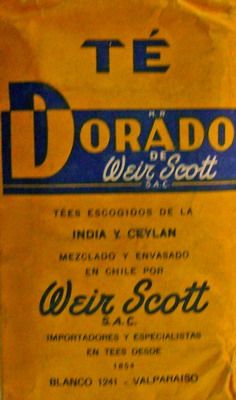 TÉ
M.R.
DORADO
DE
Weir Scott
S.A.C.
TÉES ESCOGIDOS DE LA
INDIA Y CEYLAN
MEZCLADO Y ENVASADO
EN CHILE POR
Weir Scott
S.A.C.
IMPORTADORES Y ESPECIALISTAS
EN TEES DESDE
1854
BLANCO 1241 - VALPARAISO